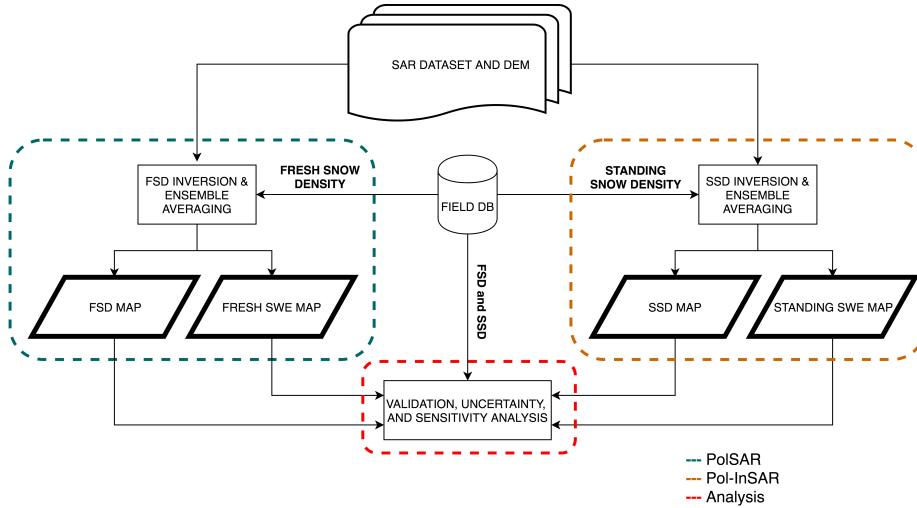 SAR DATASET AND DEM
FRESH SNOW
DENSITY
STANDING
SNOW DENSITY
FSD INVERSION &
ENSEMBLE
AVERAGING
FIELD DB
SSD INVERSION &
ENSEMBLE
AVERAGING
FSD MAP
FRESH SWE MAP
FSD and SSD
SSD MAP
STANDING SWE MAP
VALIDATION, UNCERTAINTY,
AND SENSITIVITY ANALYSIS
PolSAR
Pol-InSAR
Analysis